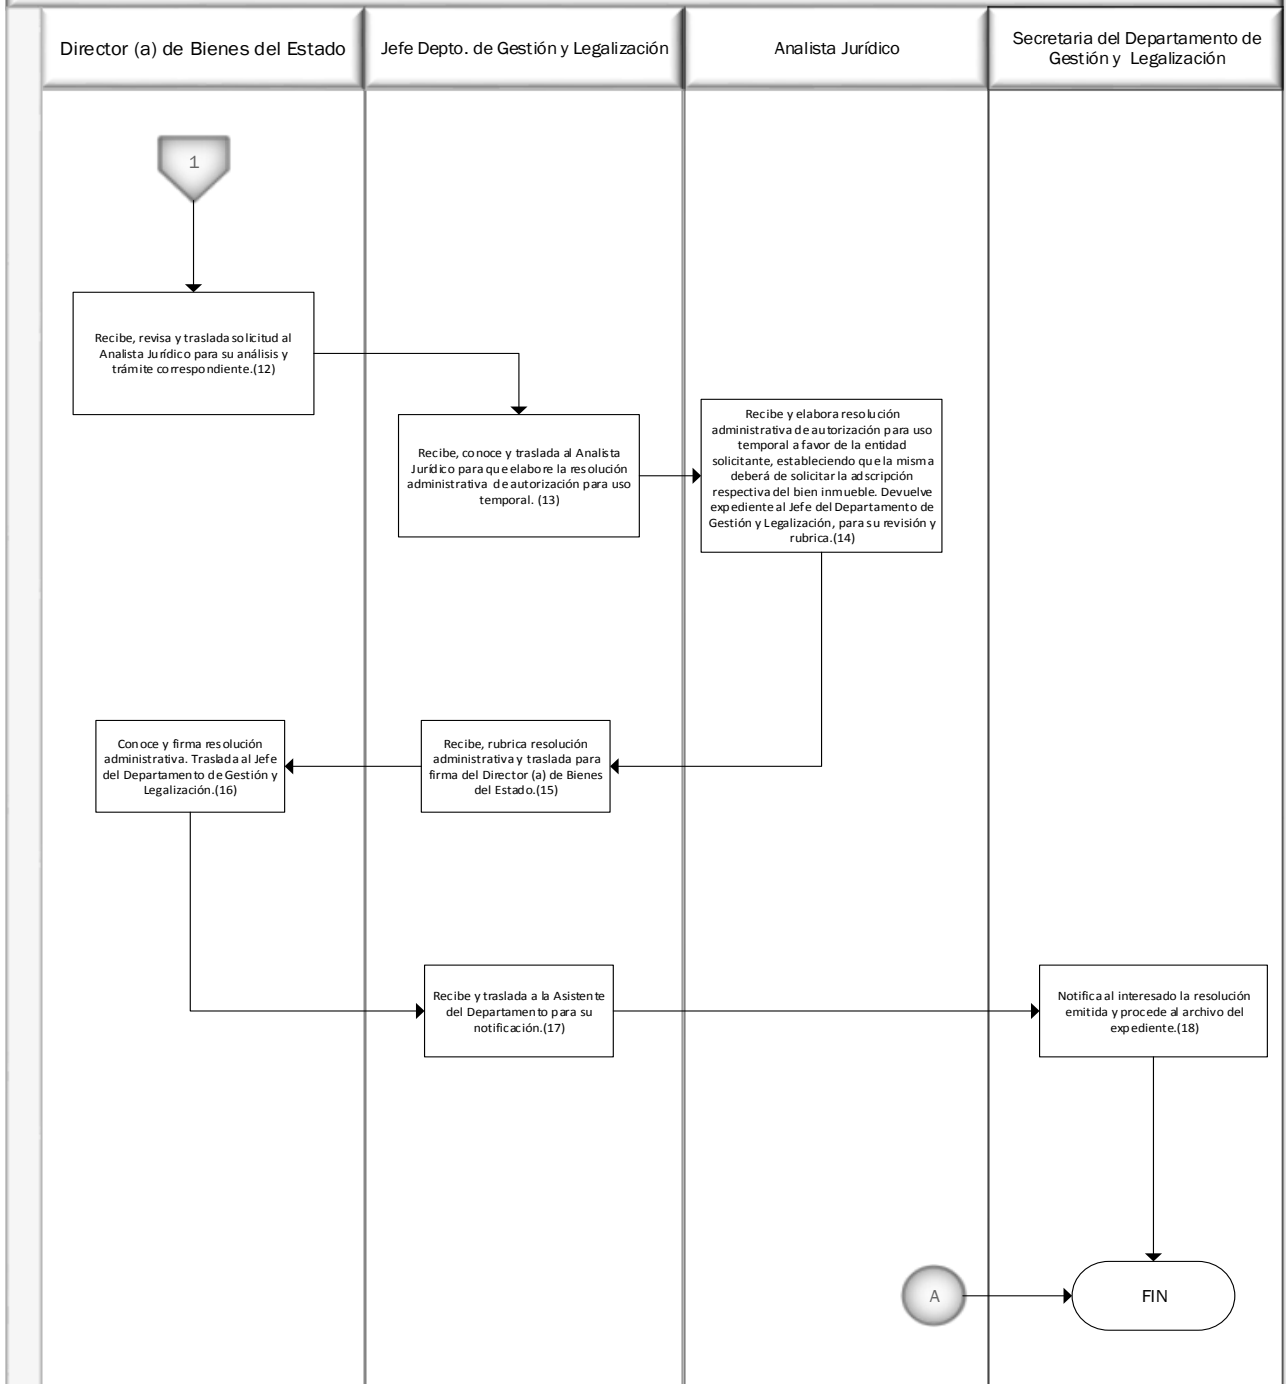 Director (a) de Bienes del Estado
Jefe Depto. de Gestión y Legalización
Analista Jurídico
Secretaria del Departamento de
Gestión y Legalización
1
Recibe, revisa y traslada solicitud al
Analista Jurídico para su análisis y
trámite correspondiente.(12)
Recibe, conoce y traslada al Analista
Jurídico para que elabore la resolución
administrativa de autorización para uso
temporal. (13)
Recibe y elabora resolución
administrativa de autorización para uso
temporal a favor de la entidad
solicitante, estableciendo que la misma
deberá de solicitar la adscripción
respectiva del bien inmueble. Devuelve
expediente al Jefe del Departamento de
Gestión y Legalización, para su revisión y
rubrica.(14)
Conoce y firma resolución
administrativa. Traslada al Jefe
del Departamento de Gestión y
Legalización.(16)
Recibe, rubrica resolución
administrativa y traslada para
firma del Director (a) de Bienes
del Estado.(15)
Recibe y traslada a la Asistente
del Departamento para su
notificación.(17)
Notifica al interesado la resolución
emitida y procede al archivo del
expediente.(18)
A
FIN